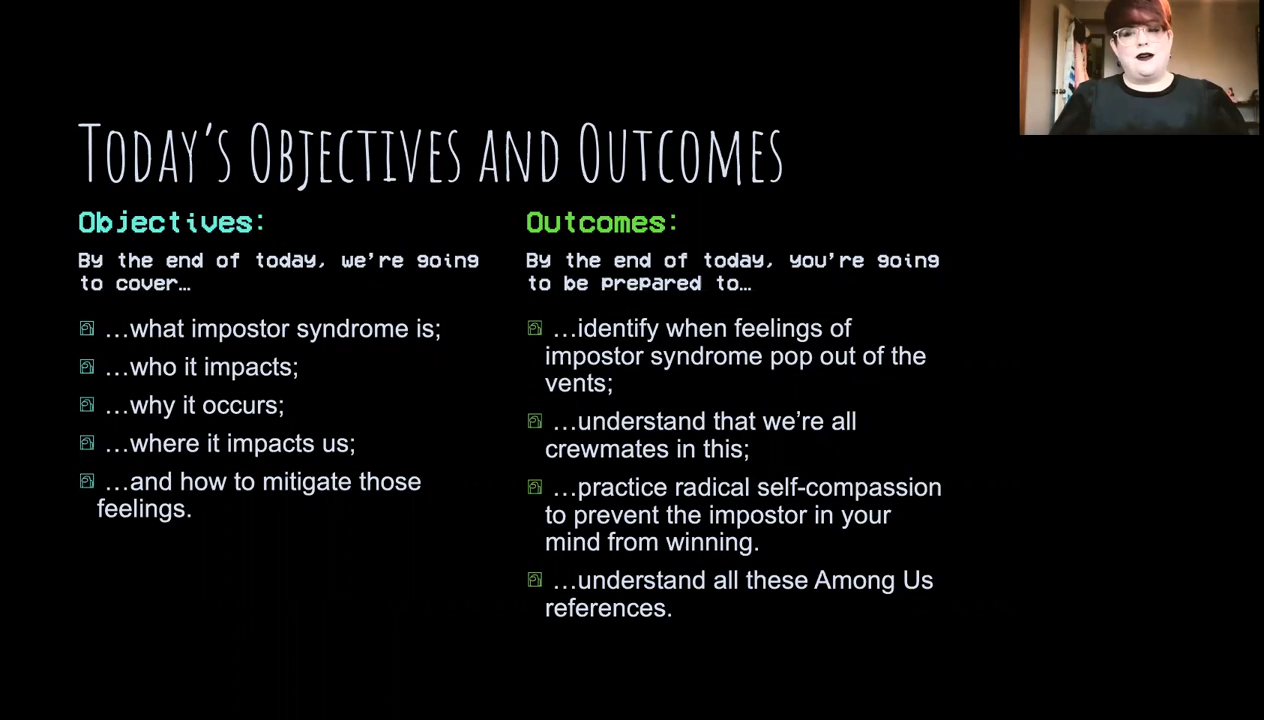 Today's Objectives and Outcomes
Objectives:
By the end of today, we're going
to cover…
…what impostor syndrome is;
…who it impacts;
…why it occurs;
…where it impacts us;
…and how to mitigate those
feelings.
Outcomes:
By the end of today, you're going
to be prepared to…
…identify when feelings of
impostor syndrome pop out of the
vents;
…understand that we're all
crewmates in this;
…practice radical self-compassion
to prevent the impostor in your
mind from winning.
…understand all these Among Us
references.